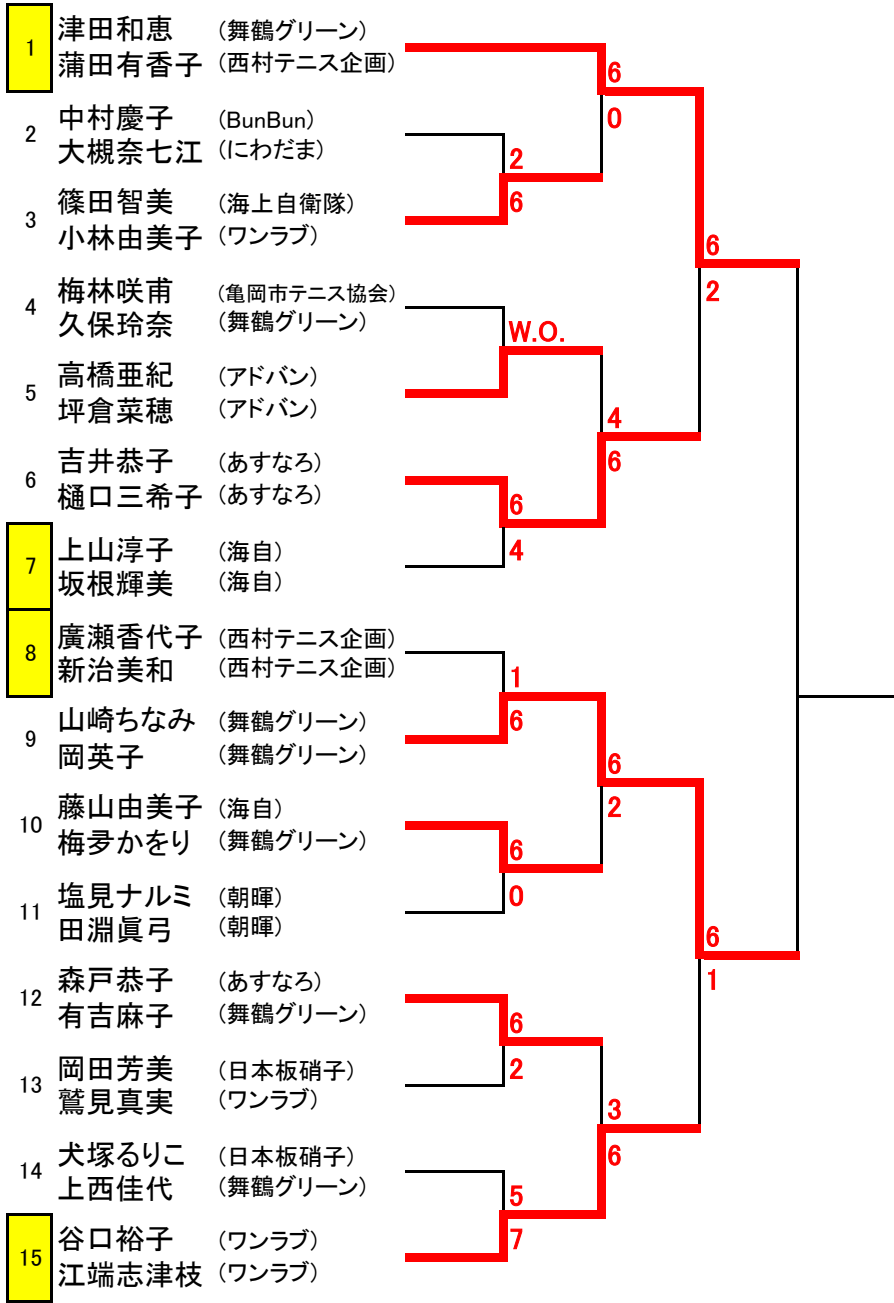 1 津田和恵 (舞鶴グリーン)
蒲田有香子 (西村テニス企画)
6
0
2 中村慶子 (BunBun)
大槻奈七江 (にわだま)
2
6
3 篠田智美 (海上自衛隊)
小林由美子 (ワンラブ)
6
2
4 梅林咲甫 (亀岡市テニス協会)
久保玲奈 (舞鶴グリーン)
W.O.
5 高橋亜紀 (アドバン)
坪倉菜穂 (アドバン)
4
6
6 吉井恭子 (あすなろ)
樋口三希子 (あすなろ)
6
4
7 上山淳子 (海自)
坂根輝美 (海自)
8 廣瀬香代子 (西村テニス企画)
新治美和 (西村テニス企画)
1
6
9 山崎ちなみ (舞鶴グリーン)
岡英子 (舞鶴グリーン)
6
2
10 藤山由美子 (海自)
梅夛かをり (舞鶴グリーン)
6
0
11 塩見ナルミ (朝暉)
田淵眞弓 (朝暉)
6
1
12 森戸恭子 (あすなろ)
有吉麻子 (舞鶴グリーン)
6
2
13 岡田芳美 (日本板硝子)
鷲見真実 (ワンラブ)
3
6
14 犬塚るりこ (日本板硝子)
上西佳代 (舞鶴グリーン)
5
7
15 谷口裕子 (ワンラブ)
江端志津枝 (ワンラブ)